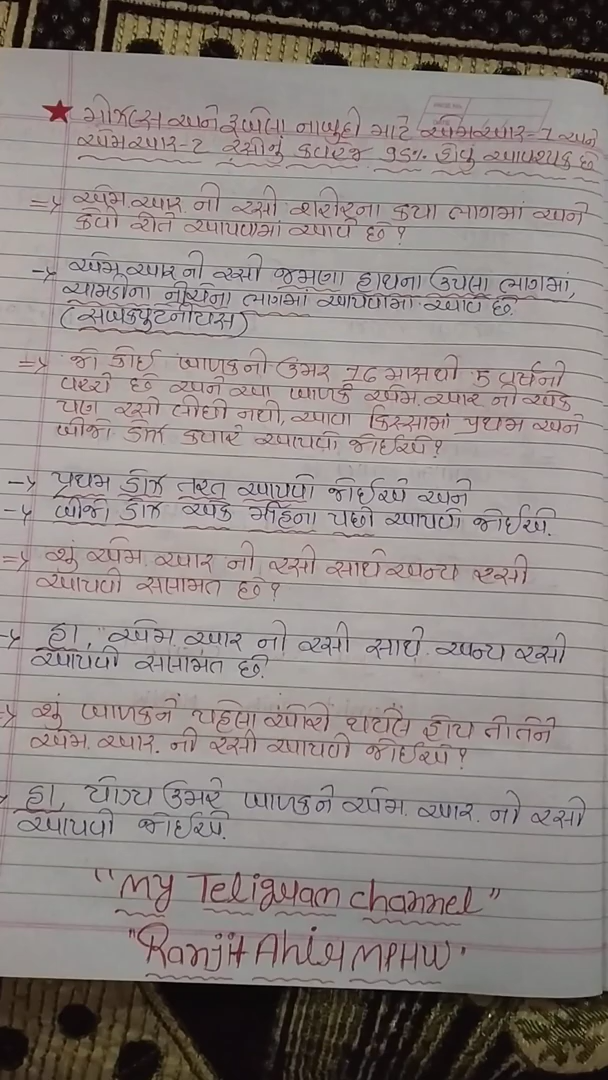 ★ મીઝલ્સ અને રૂબેલા નાબુદી માટે એમઆર-1 અને
એમઆર-2 રસીનું કવરેજ 95% હોવું આવશ્યક છે
=> એમ.આર. ની રસી શરીરના કયા ભાગમાં અને
કેવી રીતે આપવામાં આવે છે?
-> એમ.આર ની રસી જમણા હાથના ઉપલા ભાગમાં,
ચામડીના નીચેના ભાગમાં આપવામાં આવે છે.
(સબક્યુટેનીયસ)
=> જો કોઈ બાળકની ઉંમર 16 માસથી 5 વર્ષની
વચ્ચે છે અને આ બાળકે એમ.આર ની એક
પણ રસી લીધી નથી, આવા કિસ્સામાં પ્રથમ અને
બીજો ડોઝ કયારે આપવો જોઈએ?
-> પ્રથમ ડોઝ તરત આપવો જોઈએ અને
-> બીજો ડોઝ એક મહિના પછી આપવો જોઈએ.
=> શું એમ.આર ની રસી સાથે અન્ય રસી
આપવી સલામત છે?
-> હા, એમ.આર ની રસી સાથે અન્ય રસી
આપવી સલામત છે.
=> શું બાળકને પહેલા ઓરી થયેલ હોય તો તેને
એમ.આર. ની રસી આપવી જોઈએ?
હા, યોગ્ય ઉંમરે બાળકને એમ.આર. ની રસી
આપવી જોઈએ.
"My Teligyam channel"
"Ranjit Ahir MPHW"